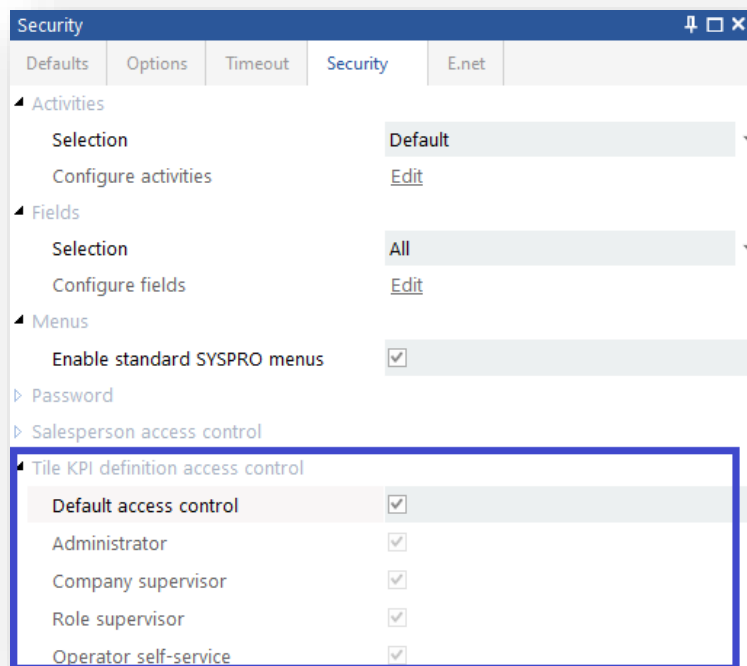 Security
Defaults Options Timeout Security E.net
Activities
Selection Default
Configure activities Edit
Fields
Selection All
Configure fields Edit
Menus
Enable standard SYSPRO menus
Password
Salesperson access control
Tile KPI definition access control
Default access control
Administrator
Company supervisor
Role supervisor
Operator self-service